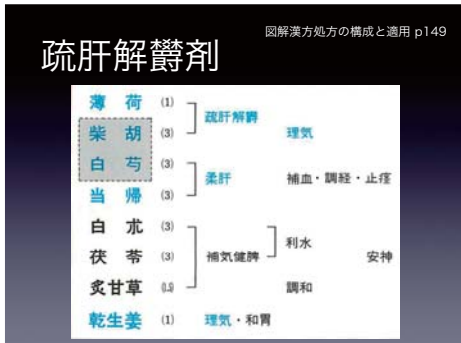 図解漢方処方の構成と適用 p149
疏肝解欝剤
薄荷 (1) 疏肝解欝
柴胡 (3) 理気
白芍 (3)
柔肝 補血・調経・止痙
当帰 (3)
白朮 (3)
利水
茯苓 (3) 補気健脾 安神
炙甘草 (1.5) 調和
乾生姜 (1) 理気・和胃